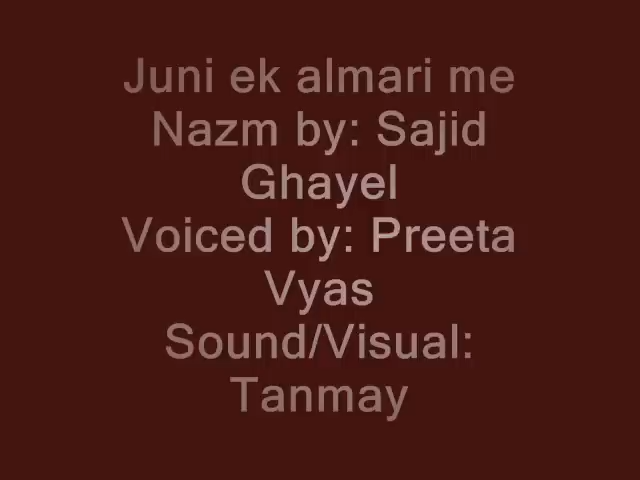 Juni ek almari me
Nazm by: Sajid
Ghayel
Voiced by: Preeta
Vyas
Sound/Visual:
Tanmay